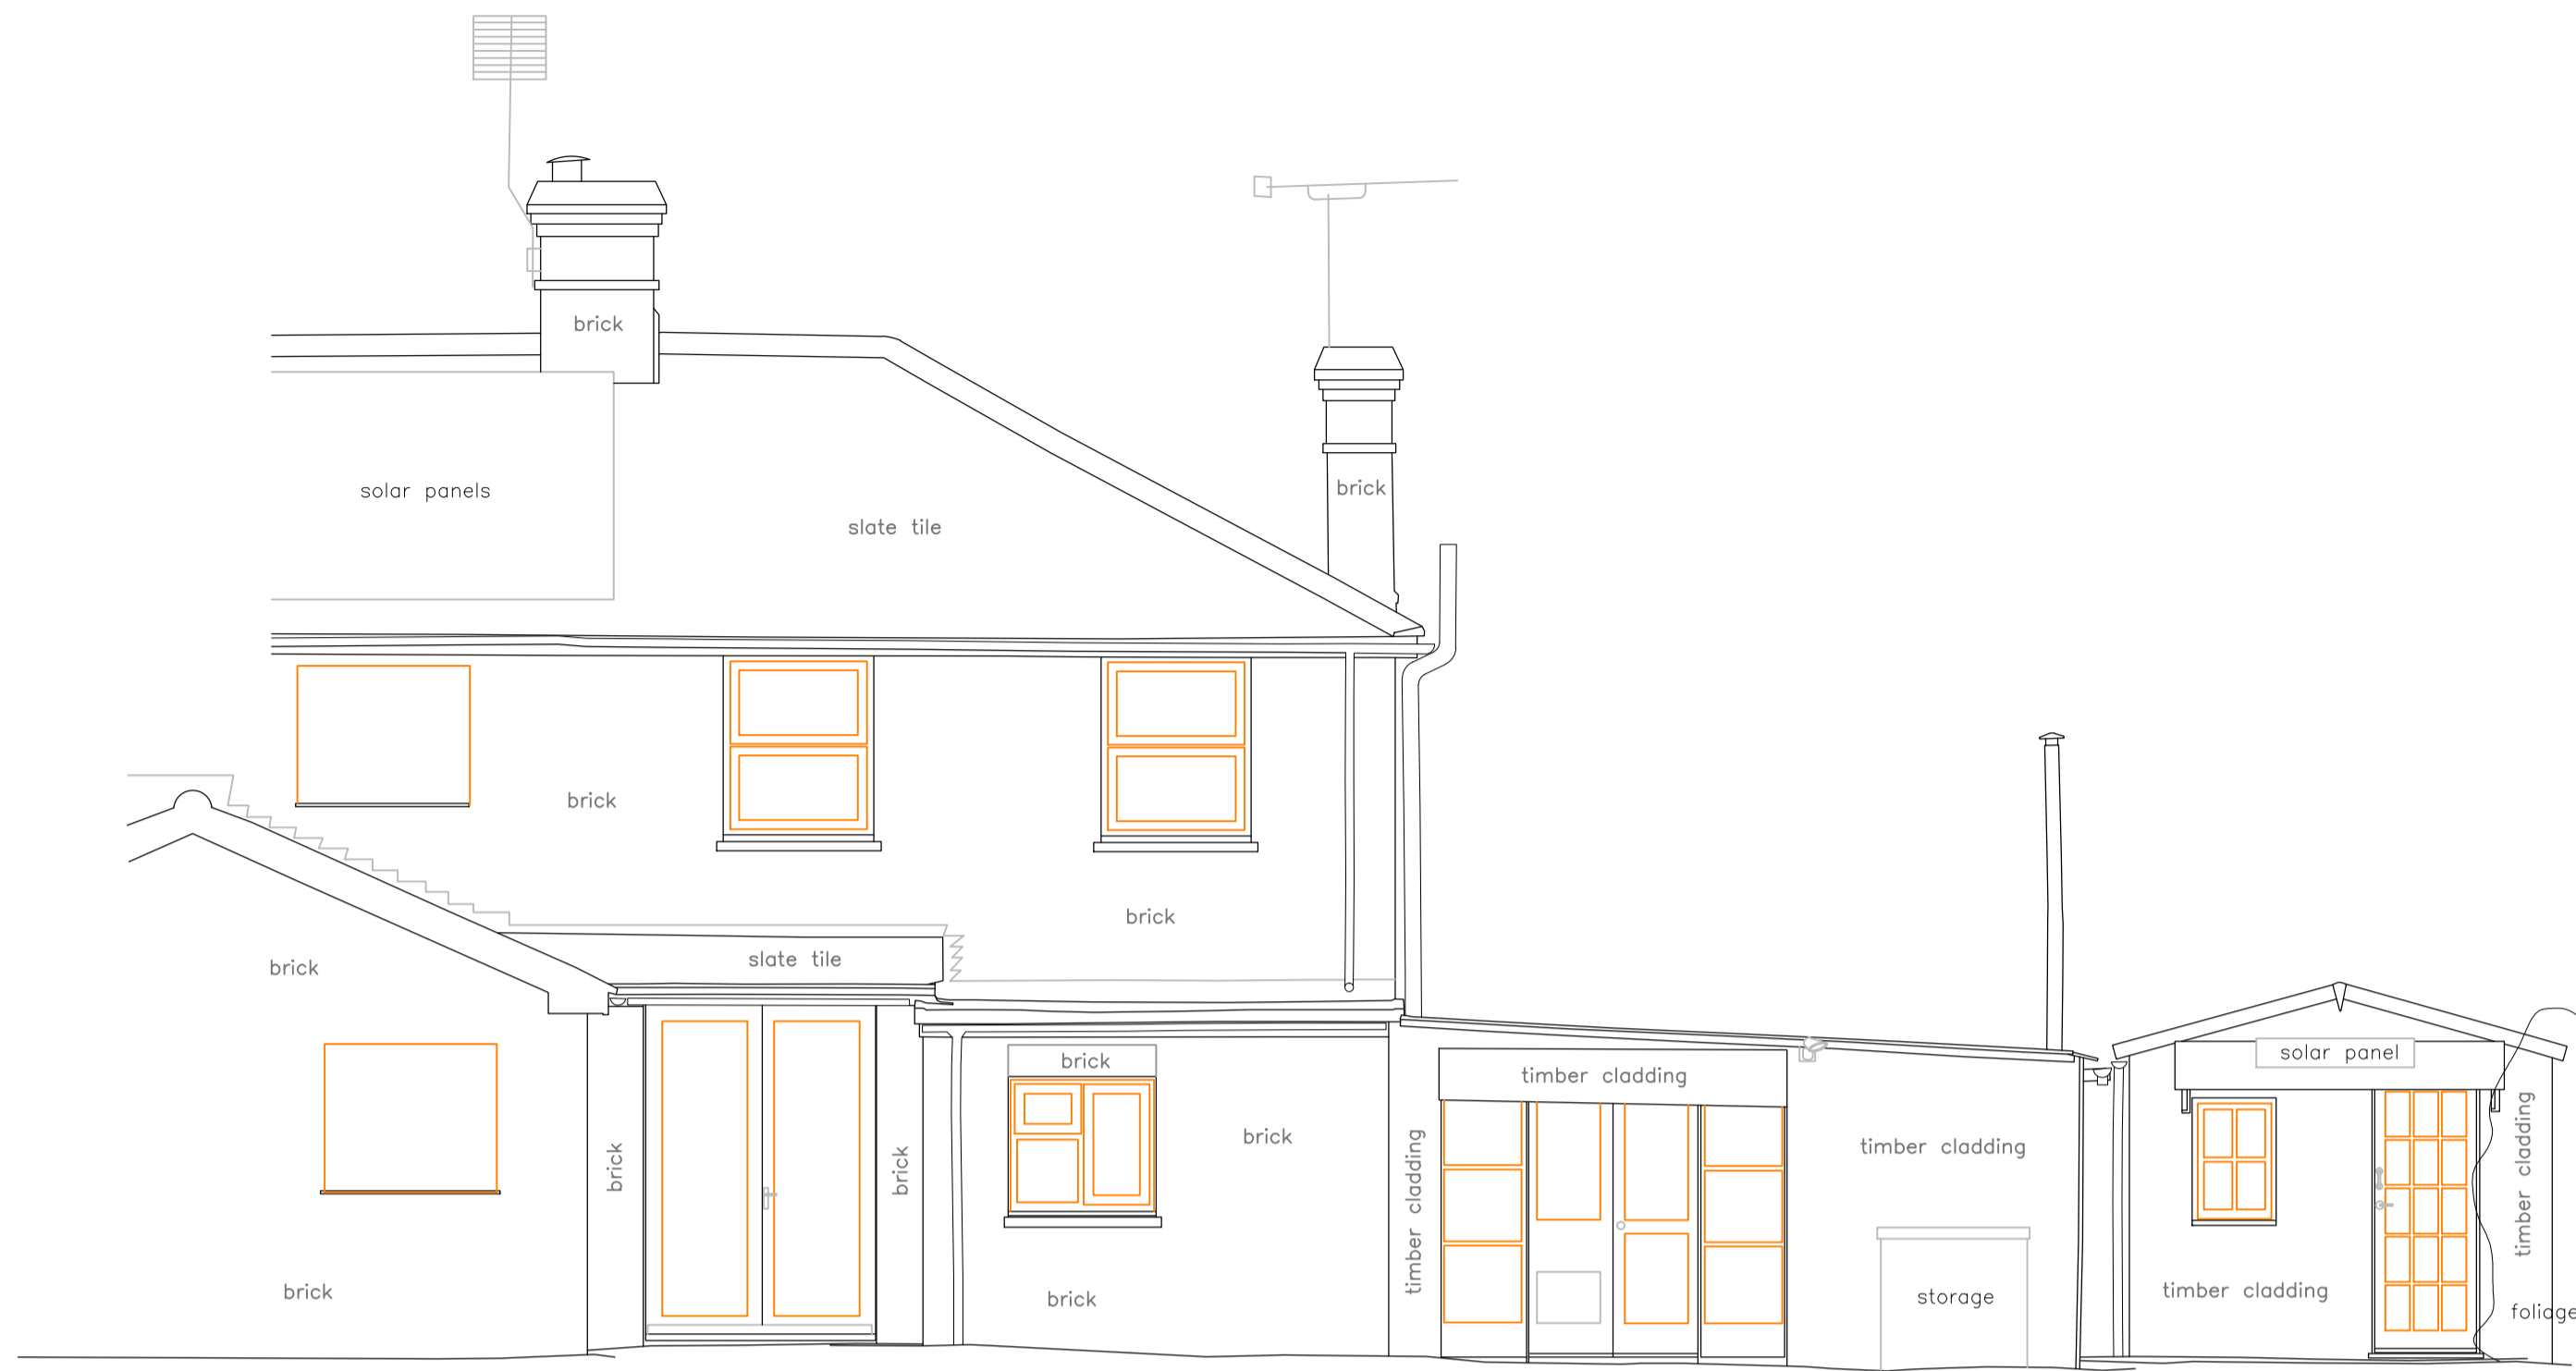 brick
solar panels
brick
slate tile
brick
brick
slate tile
brick
brick
timber cladding
solar panel
brick
timber cladding
brick
brick
timber cladding
timber cladding
brick
brick
storage
timber cladding
foliage